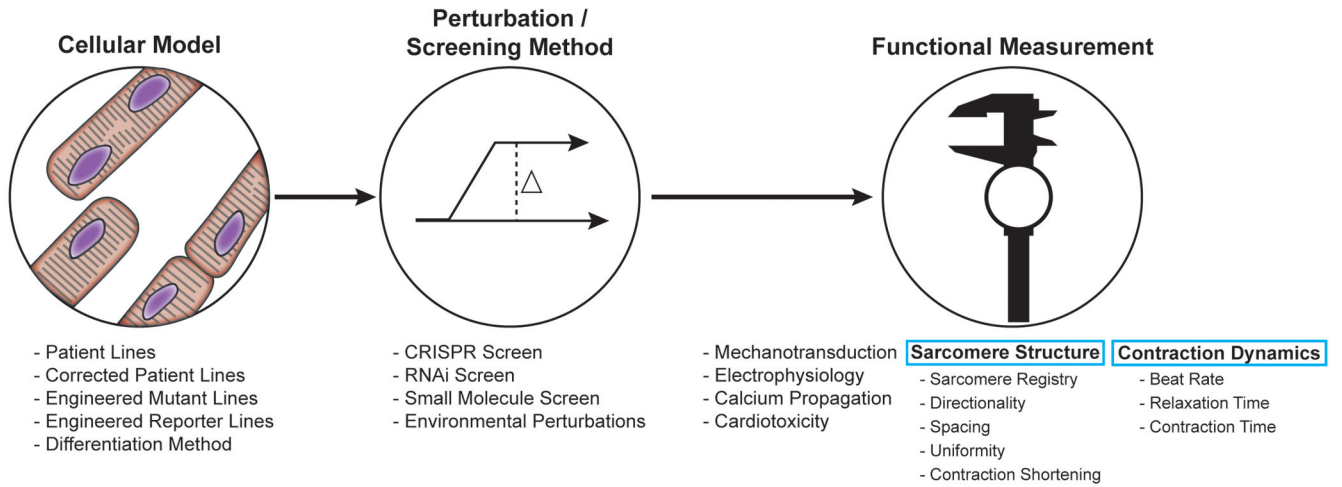 Cellular Model
- Patient Lines
- Corrected Patient Lines
- Engineered Mutant Lines
- Engineered Reporter Lines
- Differentiation Method
Perturbation /
Screening Method
Δ
- CRISPR Screen
- RNAi Screen
- Small Molecule Screen
- Environmental Perturbations
Functional Measurement
- Mechanotransduction
- Electrophysiology
- Calcium Propagation
- Cardiotoxicity
Sarcomere Structure
- Sarcomere Registry
- Directionality
- Spacing
- Uniformity
- Contraction Shortening
Contraction Dynamics
- Beat Rate
- Relaxation Time
- Contraction Time